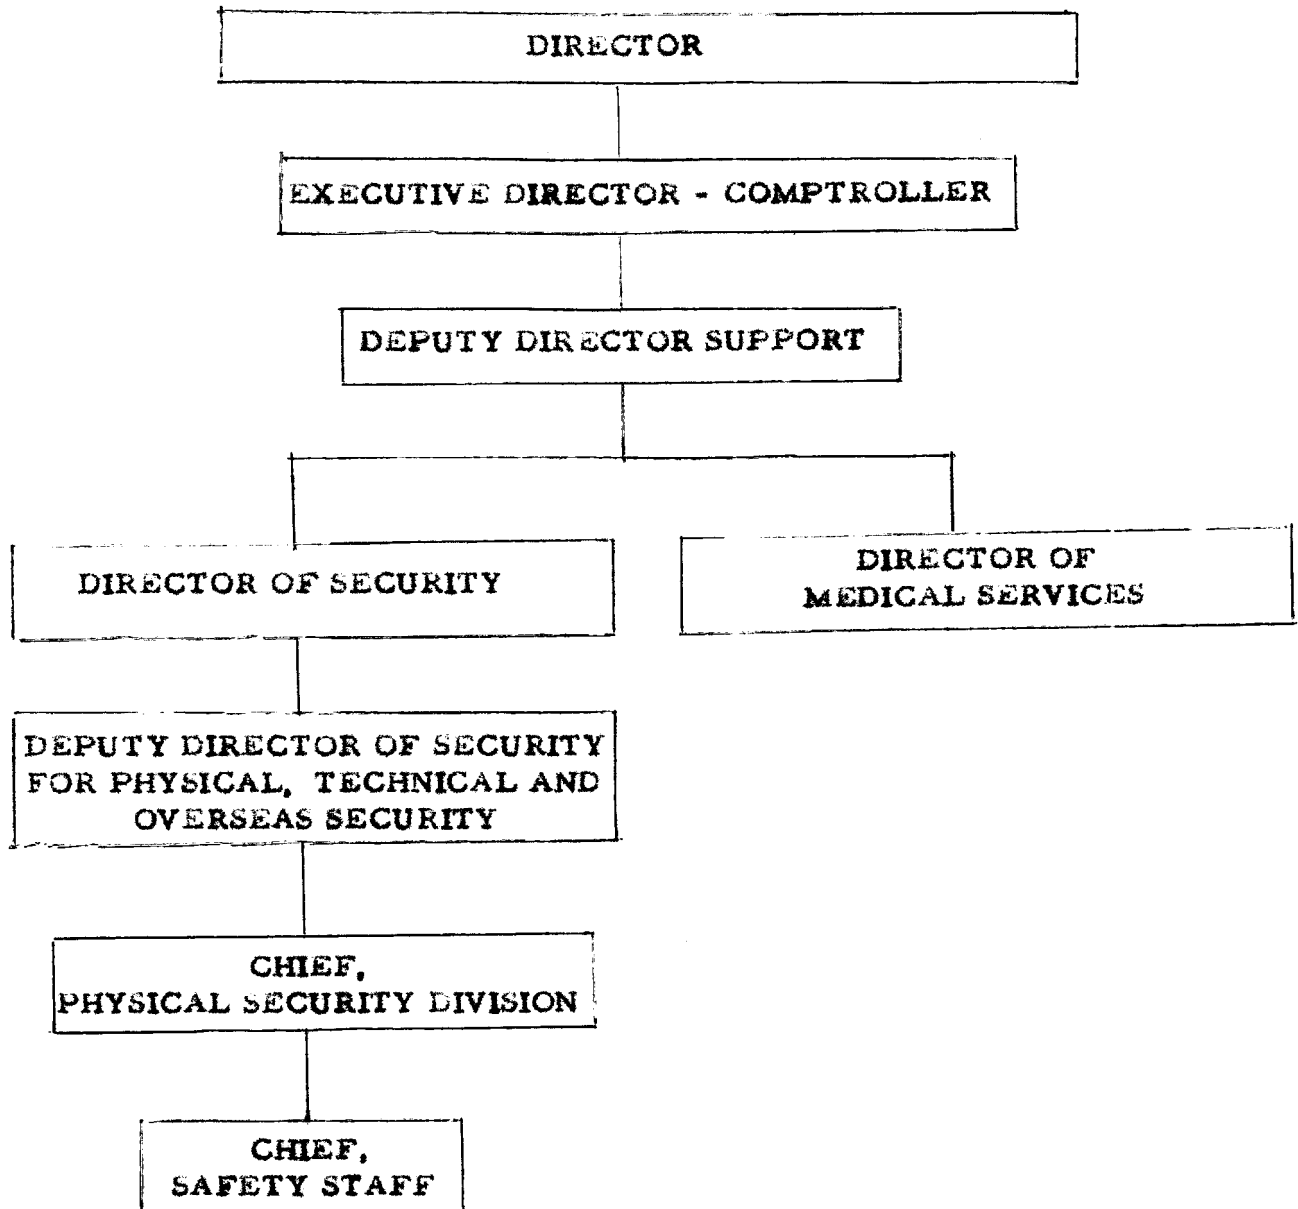 DIRECTOR
EXECUTIVE DIRECTOR - COMPTROLLER
DEPUTY DIRECTOR SUPPORT
DIRECTOR OF SECURITY
DIRECTOR OF
MEDICAL SERVICES
DEPUTY DIRECTOR OF SECURITY
FOR PHYSICAL, TECHNICAL AND
OVERSEAS SECURITY
CHIEF,
PHYSICAL SECURITY DIVISION
CHIEF,
SAFETY STAFF